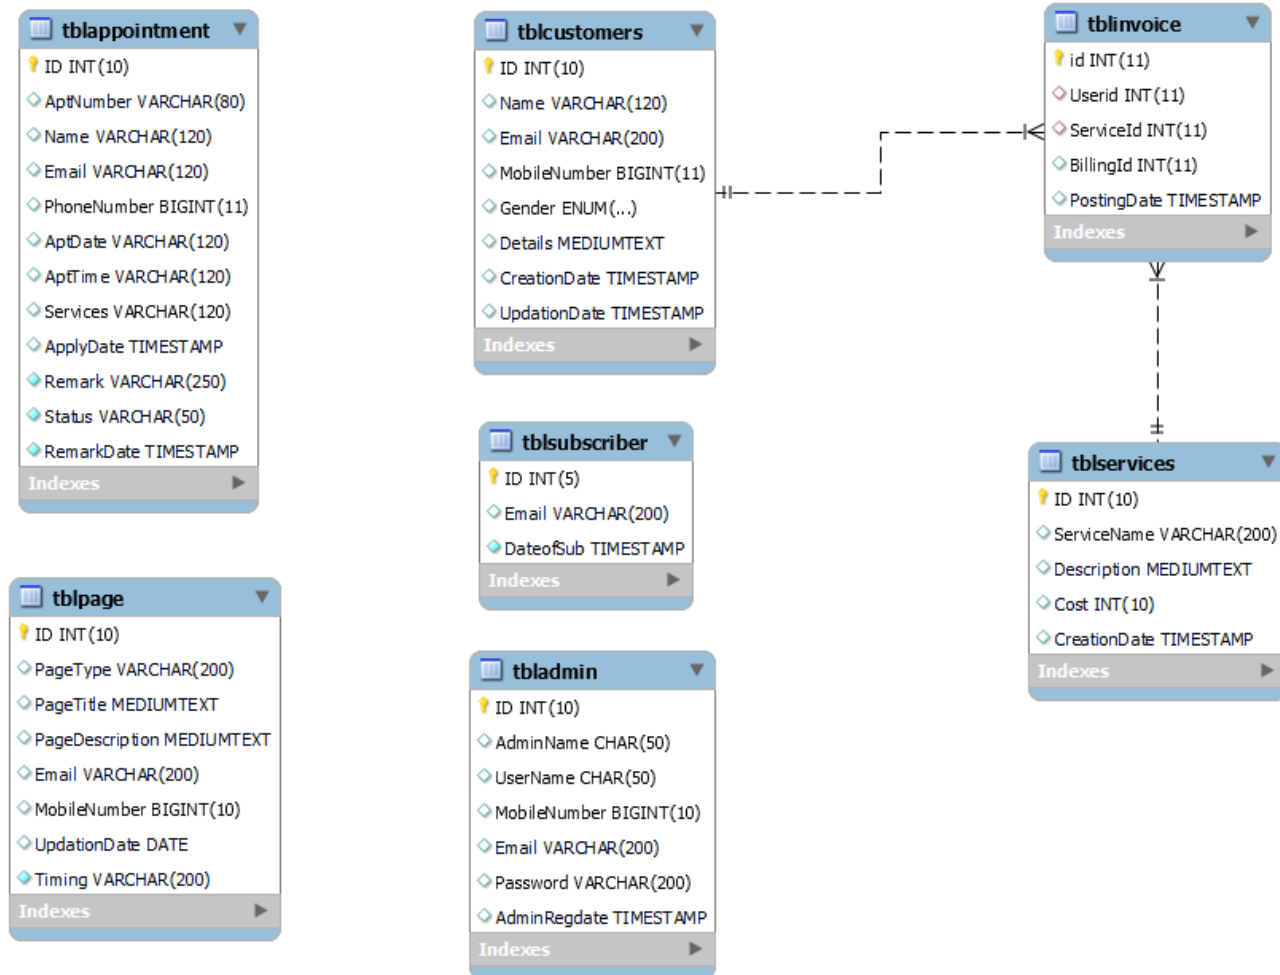 tblappointment
ID INT(10)
AptNumber VARCHAR(80)
Name VARCHAR(120)
Email VARCHAR(120)
PhoneNumber BIGINT(11)
AptDate VARCHAR(120)
AptTime VARCHAR(120)
Services VARCHAR(120)
ApplyDate TIMESTAMP
Remark VARCHAR(250)
Status VARCHAR(50)
RemarkDate TIMESTAMP
Indexes
tblpage
ID INT(10)
PageType VARCHAR(200)
PageTitle MEDIUMTEXT
PageDescription MEDIUMTEXT
Email VARCHAR(200)
MobileNumber BIGINT(10)
UpdationDate DATE
Timing VARCHAR(200)
Indexes
tblcustomers
ID INT(10)
Name VARCHAR(120)
Email VARCHAR(200)
MobileNumber BIGINT(11)
Gender ENUM(...)
Details MEDIUMTEXT
CreationDate TIMESTAMP
UpdationDate TIMESTAMP
Indexes
tblsubscriber
ID INT(5)
Email VARCHAR(200)
DateofSub TIMESTAMP
Indexes
tbladmin
ID INT(10)
AdminName CHAR(50)
UserName CHAR(50)
MobileNumber BIGINT(10)
Email VARCHAR(200)
Password VARCHAR(200)
AdminRegdate TIMESTAMP
Indexes
tblinvoice
id INT(11)
Userid INT(11)
ServiceId INT(11)
BillingId INT(11)
PostingDate TIMESTAMP
Indexes
tblservices
ID INT(10)
ServiceName VARCHAR(200)
Description MEDIUMTEXT
Cost INT(10)
CreationDate TIMESTAMP
Indexes